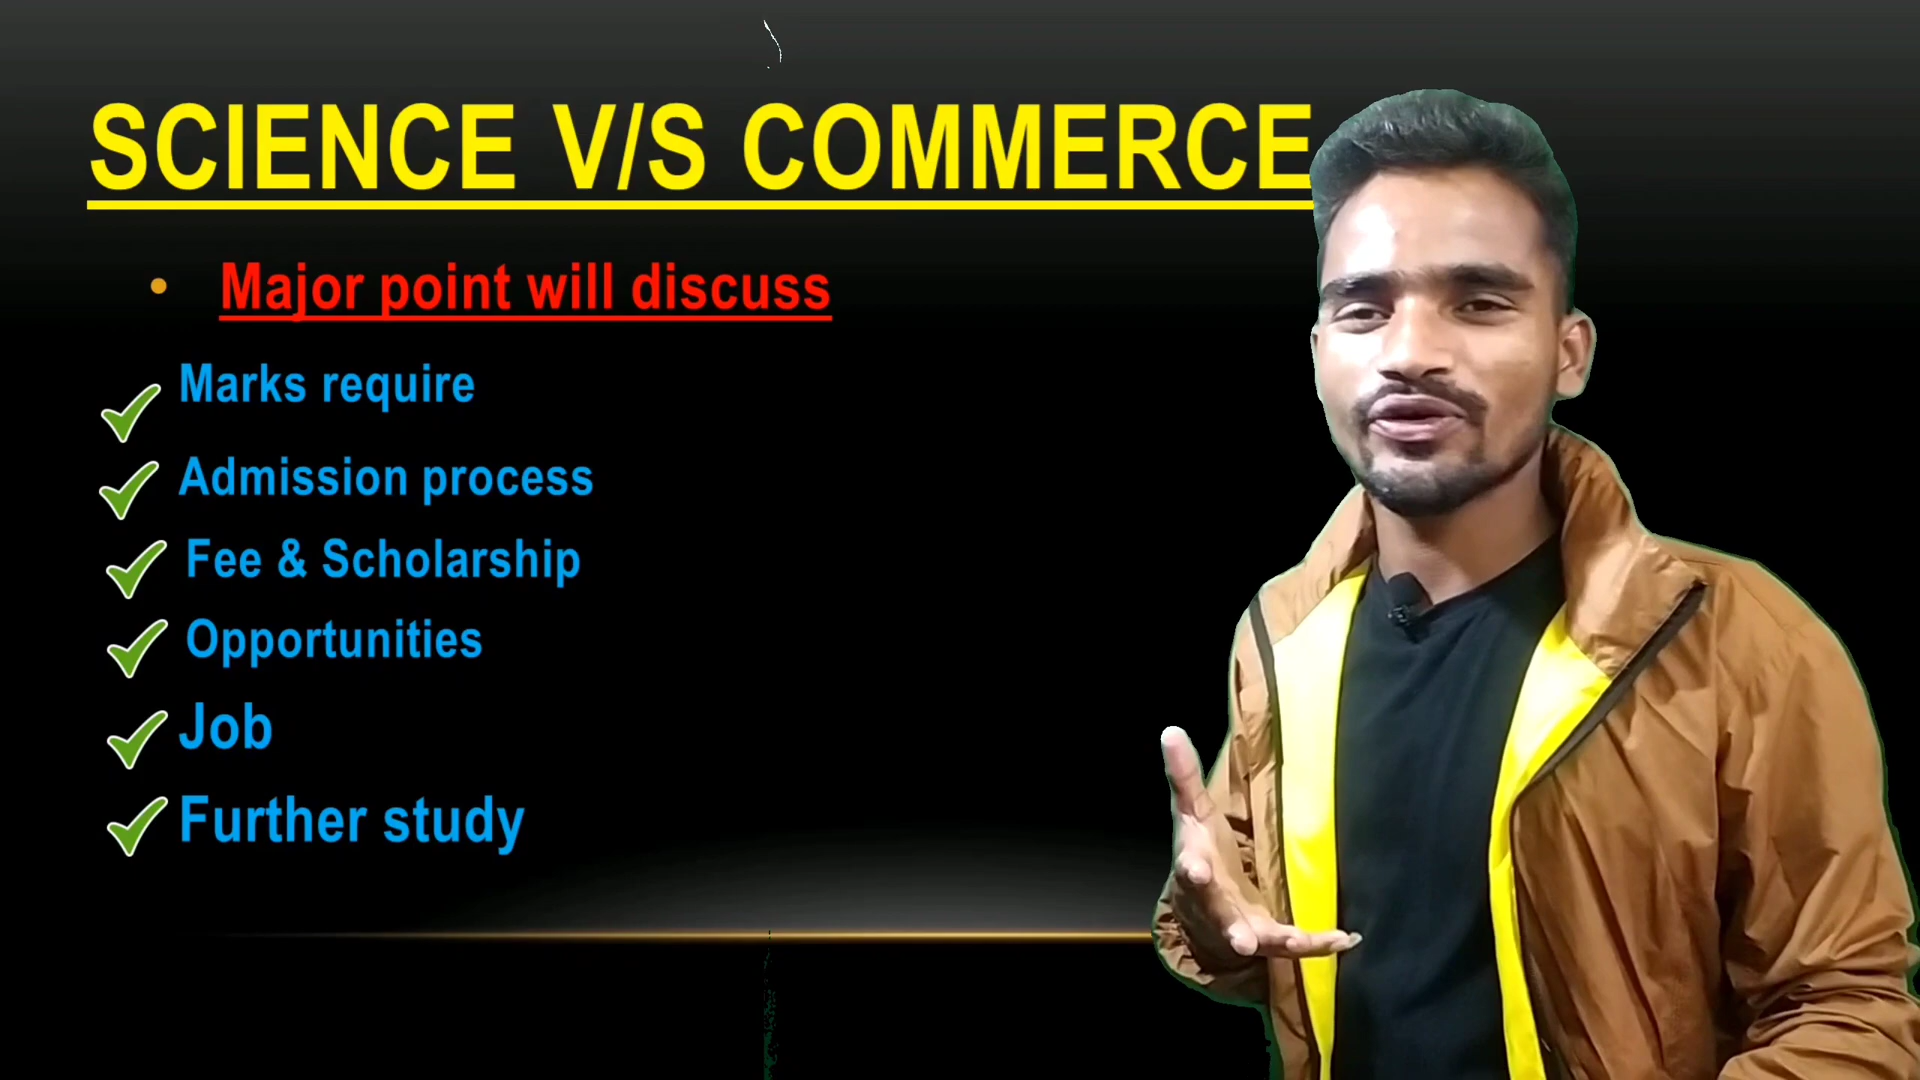 SCIENCE V/S COMMERCE
• Major point will discuss
Marks require
Admission process
Fee & Scholarship
Opportunities
Job
Further study